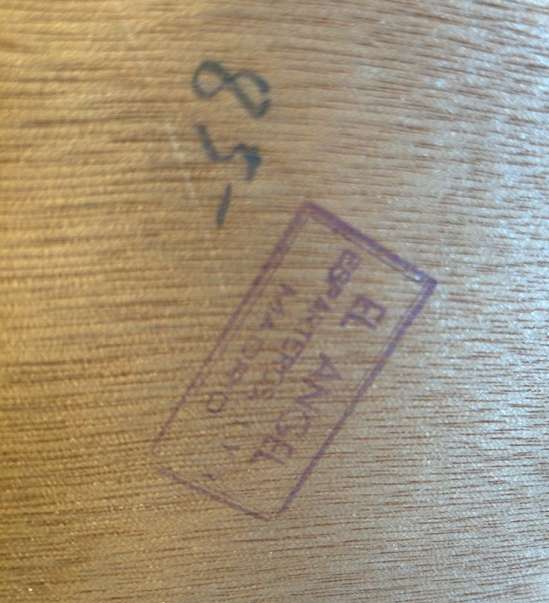 85-
EL ANGEL
ESPARTEROS
MADRID